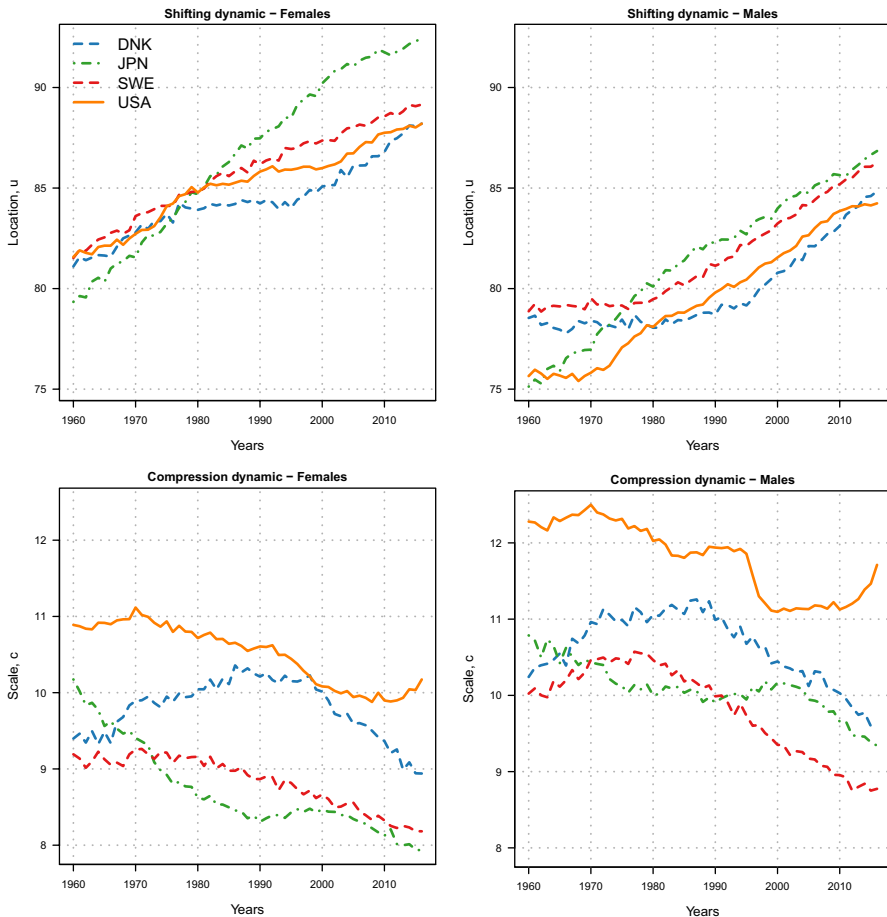 Shifting dynamic − Females
DNK
JPN
SWE
USA
90
85
80
75
Location, u
1960 1970 1980 1990 2000 2010
Years
Shifting dynamic − Males
90
85
80
75
Location, u
1960 1970 1980 1990 2000 2010
Years
Compression dynamic − Females
12
11
10
9
8
Scale, c
1960 1970 1980 1990 2000 2010
Years
Compression dynamic − Males
12
11
10
9
8
Scale, c
1960 1970 1980 1990 2000 2010
Years